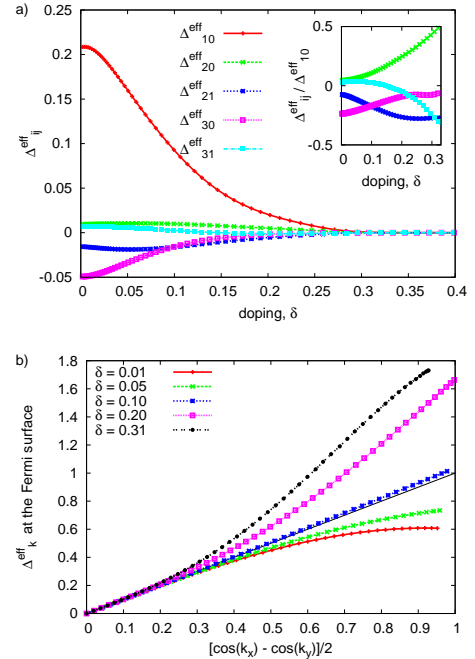 a)
0.25
0.2
0.15
0.1
0.05
0
-0.05
Δ^eff_ij
Δ^eff_10
Δ^eff_20
Δ^eff_21
Δ^eff_30
Δ^eff_31
0 0.05 0.1 0.15 0.2 0.25 0.3 0.35 0.4
doping, δ
0.5
0
-0.5
Δ^eff_ij / Δ^eff_10
0 0.1 0.2 0.3
doping, δ
b)
1.8
1.6
1.4
1.2
1
0.8
0.6
0.4
0.2
0
Δ^eff_k at the Fermi surface
δ = 0.01
δ = 0.05
δ = 0.10
δ = 0.20
δ = 0.31
0 0.1 0.2 0.3 0.4 0.5 0.6 0.7 0.8 0.9 1
[cos(k_x) - cos(k_y)]/2